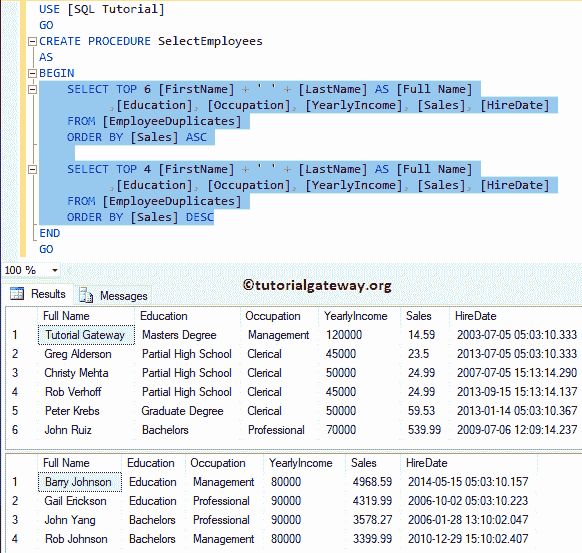 USE [SQL Tutorial]
GO
CREATE PROCEDURE SelectEmployees
AS
BEGIN
SELECT TOP 6 [FirstName] + ' ' + [LastName] AS [Full Name]
,[Education], [Occupation], [YearlyIncome], [Sales], [HireDate]
FROM [EmployeeDuplicates]
ORDER BY [Sales] ASC
SELECT TOP 4 [FirstName] + ' ' + [LastName] AS [Full Name]
,[Education], [Occupation], [YearlyIncome], [Sales], [HireDate]
FROM [EmployeeDuplicates]
ORDER BY [Sales] DESC
END
GO
100 %
©tutorialgateway.org
Results Messages
Full Name Education Occupation YearlyIncome Sales HireDate
1 Tutorial Gateway Masters Degree Management 120000 14.59 2003-07-05 05:03:10.333
2 Greg Alderson Partial High School Clerical 45000 23.5 2013-07-05 05:03:10.333
3 Christy Mehta Partial High School Clerical 50000 24.99 2007-07-05 15:13:14.290
4 Rob Verhoff Partial High School Clerical 45000 24.99 2013-09-15 15:13:14.137
5 Peter Krebs Graduate Degree Clerical 50000 59.53 2013-01-14 05:03:10.367
6 John Ruiz Bachelors Professional 70000 539.99 2009-07-06 12:09:14.237
Full Name Education Occupation YearlyIncome Sales HireDate
1 Barry Johnson Education Management 80000 4968.59 2014-05-15 05:03:10.157
2 Gail Erickson Education Professional 90000 4319.99 2006-10-02 05:03:10.223
3 John Yang Bachelors Professional 90000 3578.27 2006-01-28 13:10:02.047
4 Rob Johnson Bachelors Management 80000 3399.99 2010-12-29 15:10:02.407